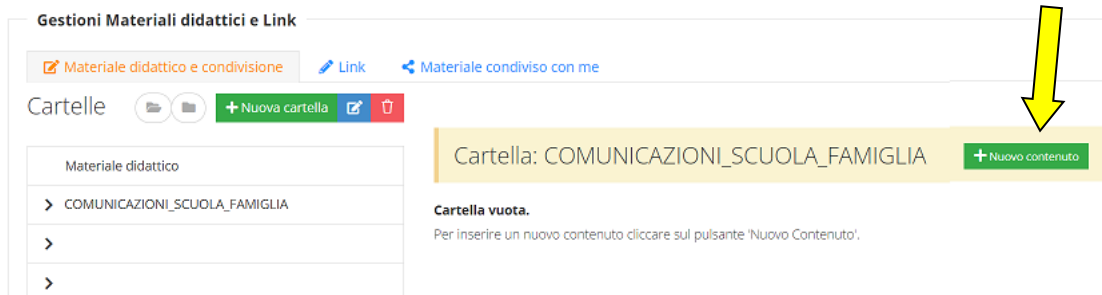 Gestioni Materiali didattici e Link
Materiale didattico e condivisione
Link
Materiale condiviso con me
Cartelle
+ Nuova cartella
Cartella: COMUNICAZIONI_SCUOLA_FAMIGLIA
+ Nuovo contenuto
Materiale didattico
COMUNICAZIONI_SCUOLA_FAMIGLIA
Cartella vuota.
Per inserire un nuovo contenuto cliccare sul pulsante 'Nuovo Contenuto'.